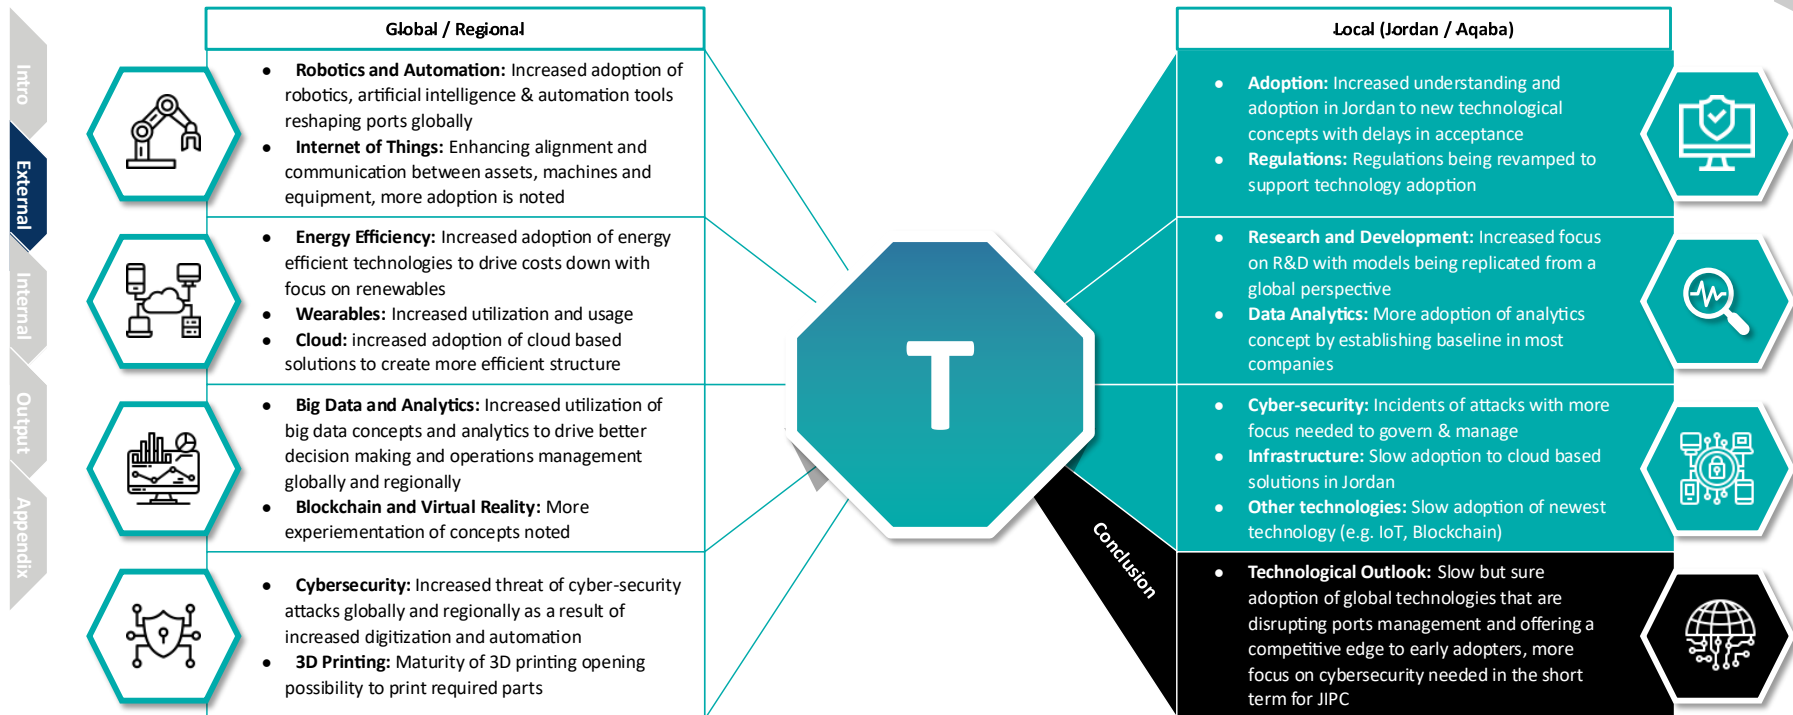 Intro
External
Internal
Output
Appendix
Global / Regional
● Robotics and Automation: Increased adoption of
robotics, artificial intelligence & automation tools
reshaping ports globally
● Internet of Things: Enhancing alignment and
communication between assets, machines and
equipment, more adoption is noted
● Energy Efficiency: Increased adoption of energy
efficient technologies to drive costs down with
focus on renewables
● Wearables: Increased utilization and usage
● Cloud: increased adoption of cloud based
solutions to create more efficient structure
● Big Data and Analytics: Increased utilization of
big data concepts and analytics to drive better
decision making and operations management
globally and regionally
● Blockchain and Virtual Reality: More
experiementation of concepts noted
● Cybersecurity: Increased threat of cyber-security
attacks globally and regionally as a result of
increased digitization and automation
● 3D Printing: Maturity of 3D printing opening
possibility to print required parts
T
Local (Jordan / Aqaba)
● Adoption: Increased understanding and
adoption in Jordan to new technological
concepts with delays in acceptance
● Regulations: Regulations being revamped to
support technology adoption
● Research and Development: Increased focus
on R&D with models being replicated from a
global perspective
● Data Analytics: More adoption of analytics
concept by establishing baseline in most
companies
● Cyber-security: Incidents of attacks with more
focus needed to govern & manage
● Infrastructure: Slow adoption to cloud based
solutions in Jordan
● Other technologies: Slow adoption of newest
technology (e.g. IoT, Blockchain)
Conclusion
● Technological Outlook: Slow but sure
adoption of global technologies that are
disrupting ports management and offering a
competitive edge to early adopters, more
focus on cybersecurity needed in the short
term for JIPC